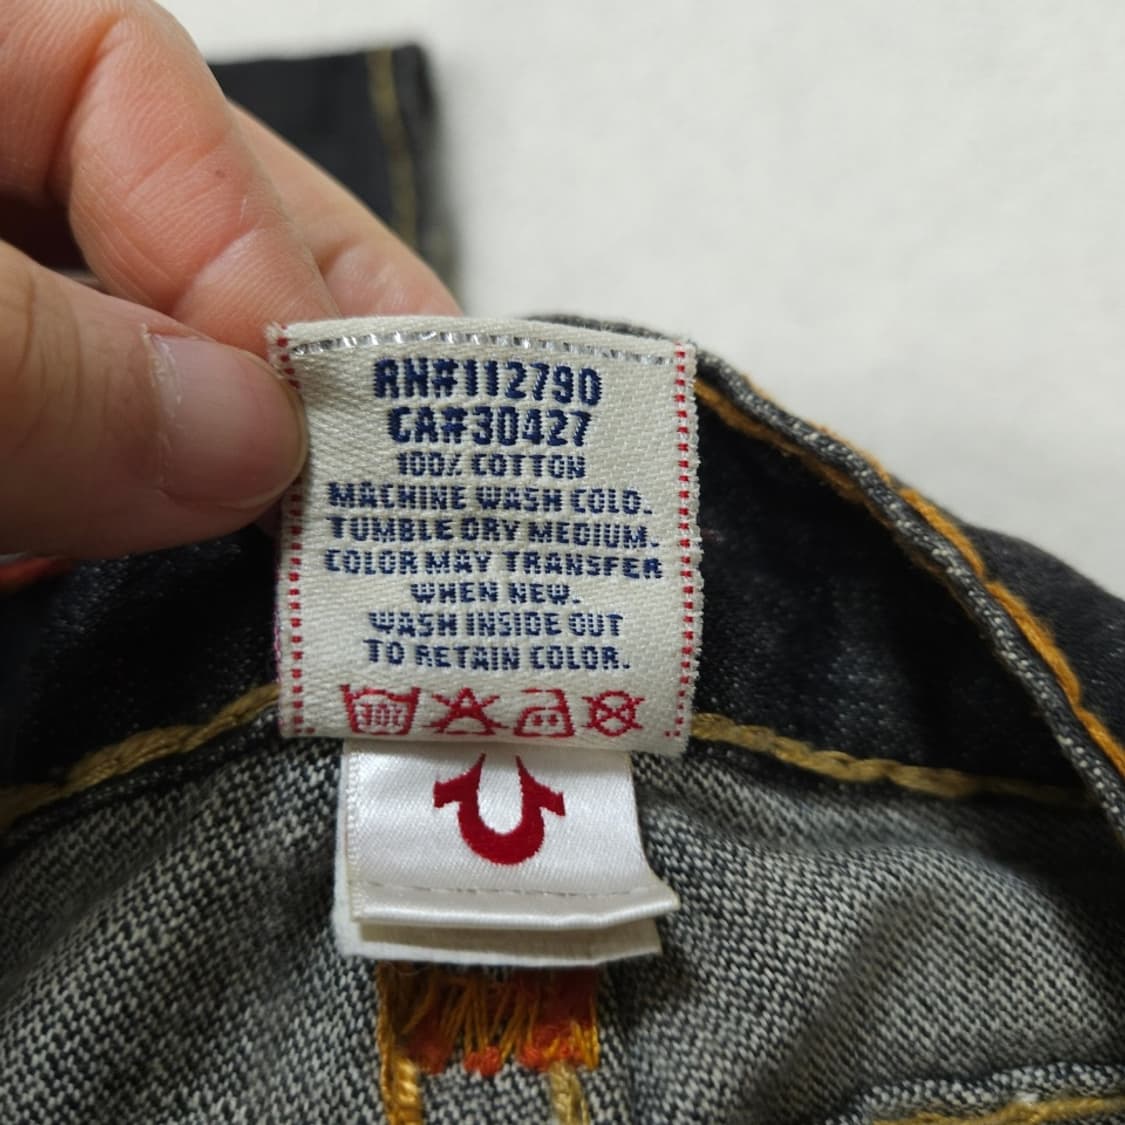 RN#112790
CA#30427
100% COTTON
MACHINE WASH COLD.
TUMBLE DRY MEDIUM.
COLOR MAY TRANSFER
WHEN NEW.
WASH INSIDE OUT
TO RETAIN COLOR.
30C